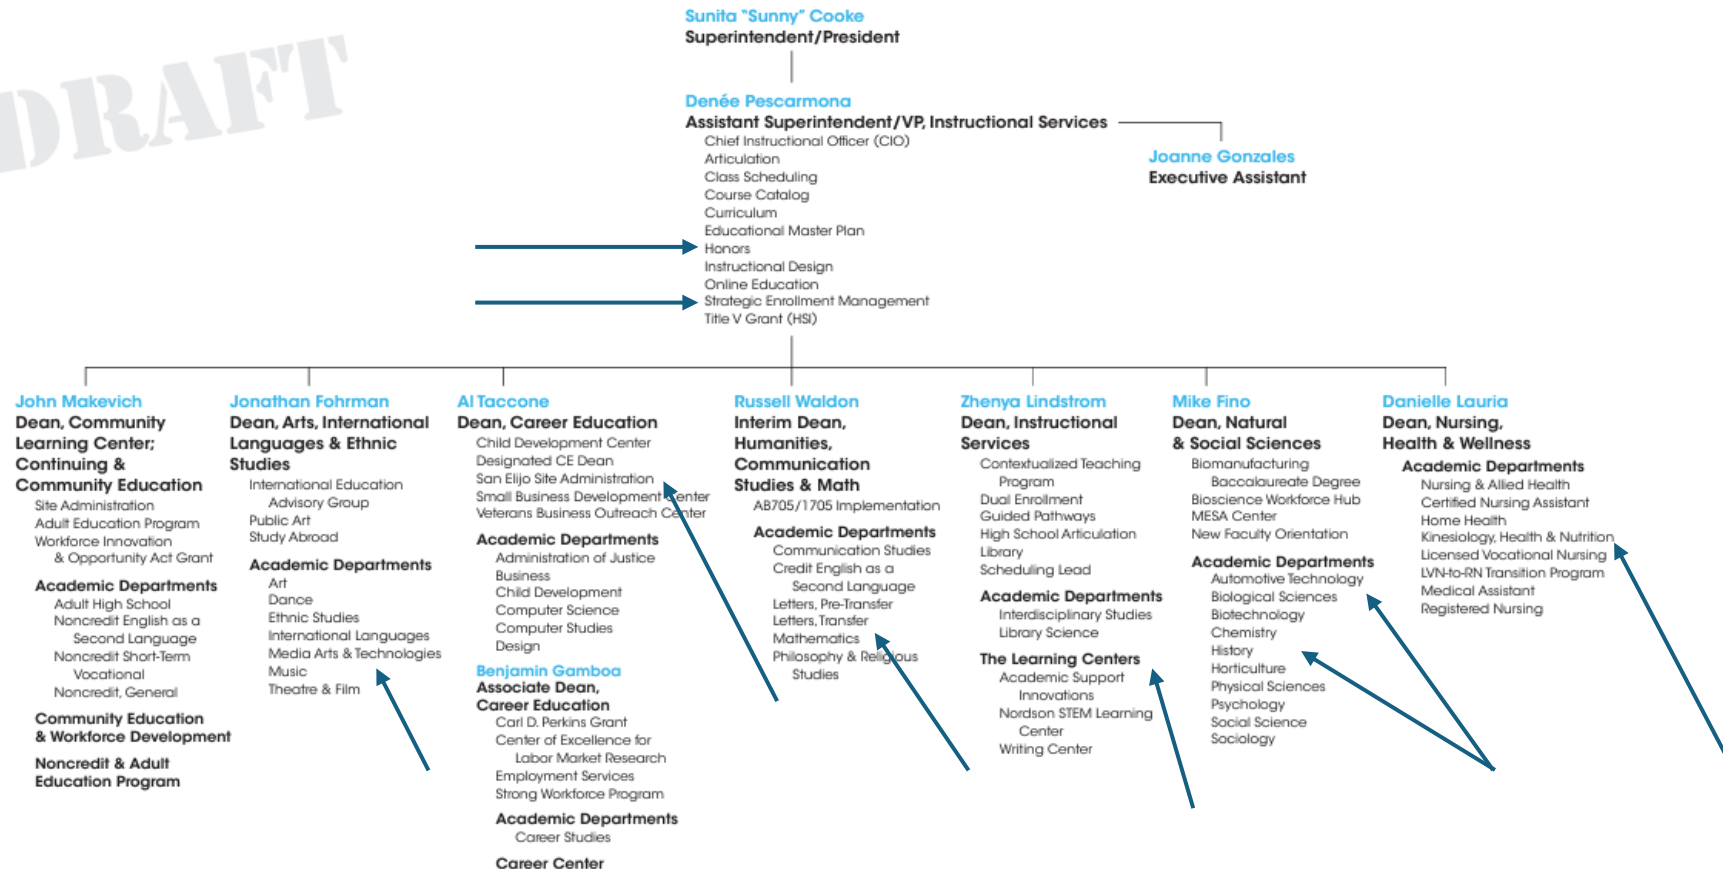 DRAFT
Sunita "Sunny" Cooke
Superintendent/President
Denée Pescarmona
Assistant Superintendent/VP, Instructional Services
Chief Instructional Officer (CIO)
Articulation
Class Scheduling
Course Catalog
Curriculum
Educational Master Plan
Honors
Instructional Design
Online Education
Strategic Enrollment Management
Title V Grant (HSI)
Joanne Gonzales
Executive Assistant
John Makevich
Dean, Community
Learning Center;
Continuing &
Community Education
Site Administration
Adult Education Program
Workforce Innovation
& Opportunity Act Grant
Academic Departments
Adult High School
Noncredit English as a
Second Language
Noncredit Short-Term
Vocational
Noncredit, General
Community Education
& Workforce Development
Noncredit & Adult
Education Program
Jonathan Fohrman
Dean, Arts, International
Languages & Ethnic
Studies
International Education
Advisory Group
Public Art
Study Abroad
Academic Departments
Art
Dance
Ethnic Studies
International Languages
Media Arts & Technologies
Music
Theatre & Film
Al Taccone
Dean, Career Education
Child Development Center
Designated CE Dean
San Elijo Site Administration
Small Business Development Center
Veterans Business Outreach Center
Academic Departments
Administration of Justice
Business
Child Development
Computer Science
Computer Studies
Design
Benjamin Gamboa
Associate Dean,
Career Education
Carl D. Perkins Grant
Center of Excellence for
Labor Market Research
Employment Services
Strong Workforce Program
Academic Departments
Career Studies
Career Center
Russell Waldon
Interim Dean,
Humanities,
Communication
Studies & Math
AB705/1705 Implementation
Academic Departments
Communication Studies
Credit English as a
Second Language
Letters, Pre-Transfer
Letters, Transfer
Mathematics
Philosophy & Religious
Studies
Zhenya Lindstrom
Dean, Instructional
Services
Contextualized Teaching
Program
Dual Enrollment
Guided Pathways
High School Articulation
Library
Scheduling Lead
Academic Departments
Interdisciplinary Studies
Library Science
The Learning Centers
Academic Support
Innovations
Nordson STEM Learning
Center
Writing Center
Mike Fino
Dean, Natural
& Social Sciences
Biomanufacturing
Baccalaureate Degree
Bioscience Workforce Hub
MESA Center
New Faculty Orientation
Academic Departments
Automotive Technology
Biological Sciences
Biotechnology
Chemistry
History
Horticulture
Physical Sciences
Psychology
Social Science
Sociology
Danielle Lauria
Dean, Nursing,
Health & Wellness
Academic Departments
Nursing & Allied Health
Certified Nursing Assistant
Home Health
Kinesiology, Health & Nutrition
Licensed Vocational Nursing
LVN-to-RN Transition Program
Medical Assistant
Registered Nursing